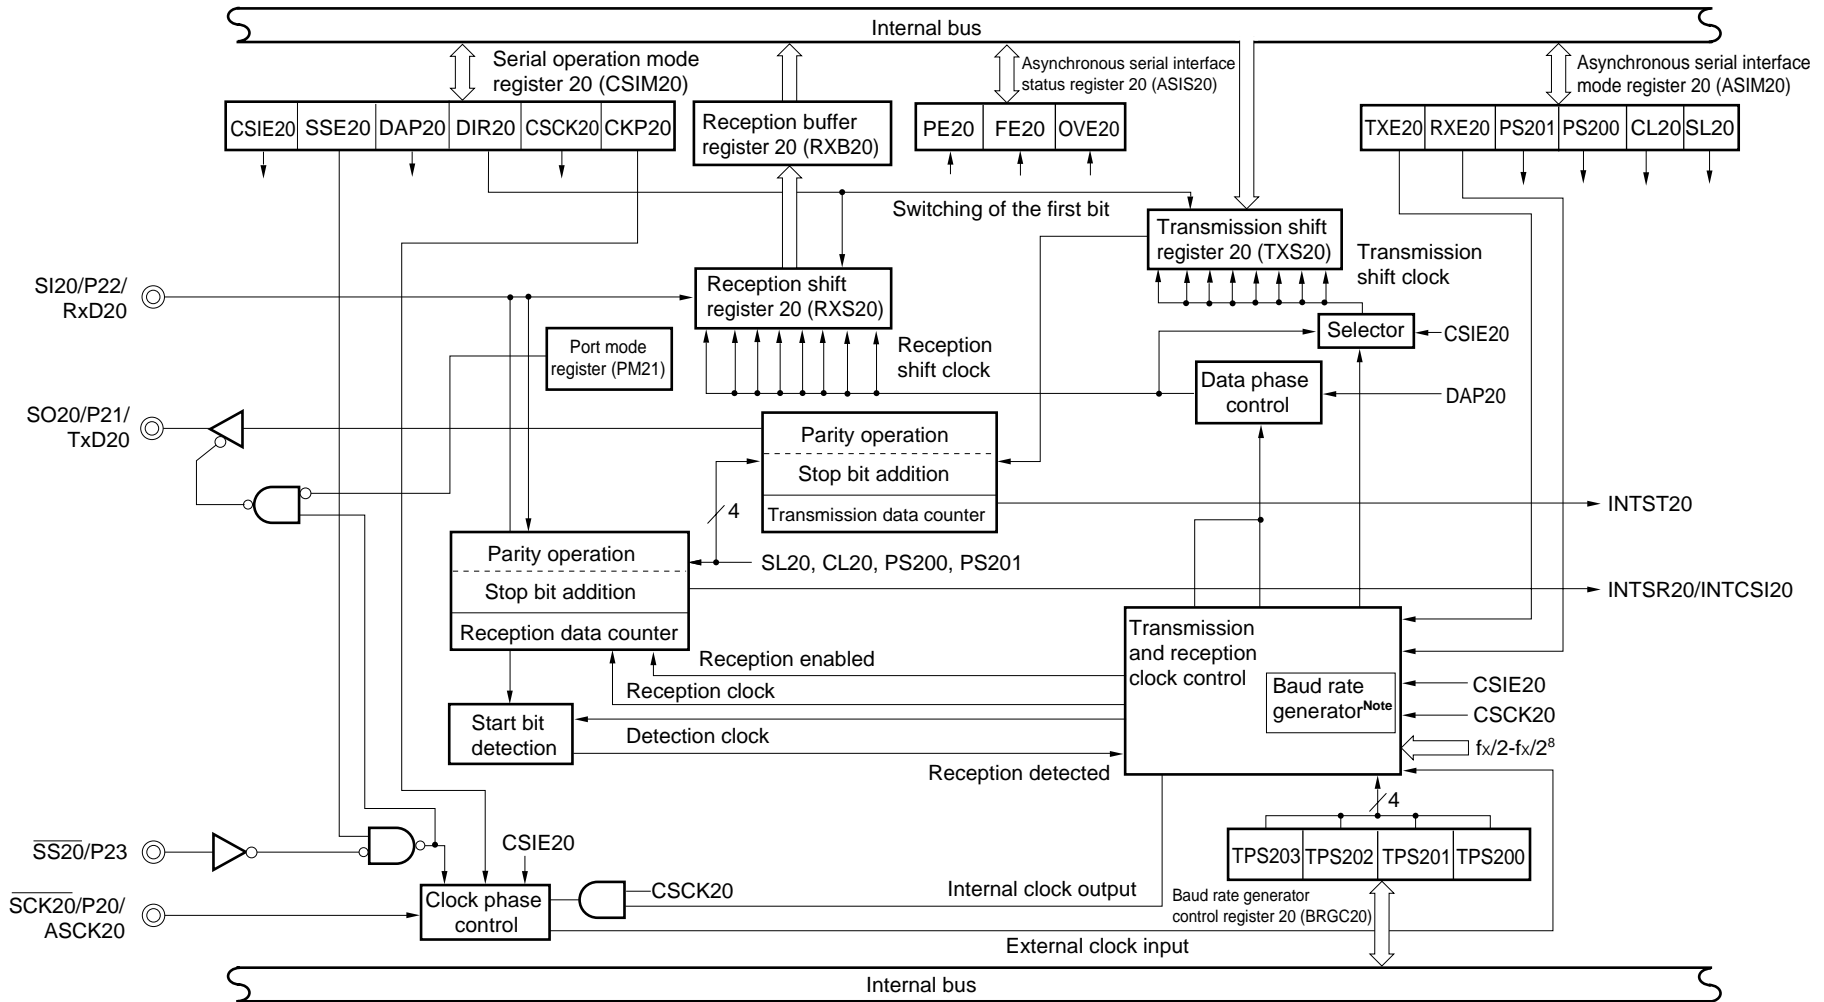 Internal bus
Serial operation mode
register 20 (CSIM20)
Asynchronous serial interface
status register 20 (ASIS20)
Asynchronous serial interface
mode register 20 (ASIM20)
CSIE20 SSE20 DAP20 DIR20 CSCK20 CKP20
Reception buffer
register 20 (RXB20)
PE20 FE20 OVE20
TXE20 RXE20 PS201 PS200 CL20 SL20
Switching of the first bit
Transmission shift
register 20 (TXS20)
Transmission
shift clock
SI20/P22/
RxD20
Reception shift
register 20 (RXS20)
Selector
CSIE20
Port mode
register (PM21)
Reception
shift clock
Data phase
control
DAP20
SO20/P21/
TxD20
Parity operation
Stop bit addition
Transmission data counter
4
INTST20
Parity operation
Stop bit addition
Reception data counter
SL20, CL20, PS200, PS201
INTSR20/INTCSI20
Transmission
and reception
clock control
Baud rate
generatorNote
Reception enabled
Reception clock
CSIE20
CSCK20
fX/2-fX/2⁸
Start bit
detection
Detection clock
Reception detected
4
TPS203 TPS202 TPS201 TPS200
SS20/P23
CSIE20
CSCK20
Internal clock output
Baud rate generator
control register 20 (BRGC20)
SCK20/P20/
ASCK20
Clock phase
control
External clock input
Internal bus